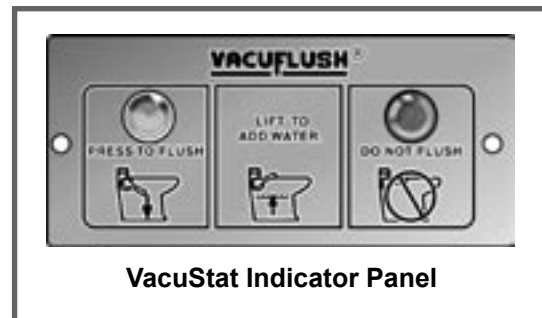 VACUFLUSH®
PRESS TO FLUSH
LIFT TO
ADD WATER
DO NOT FLUSH
VacuStat Indicator Panel